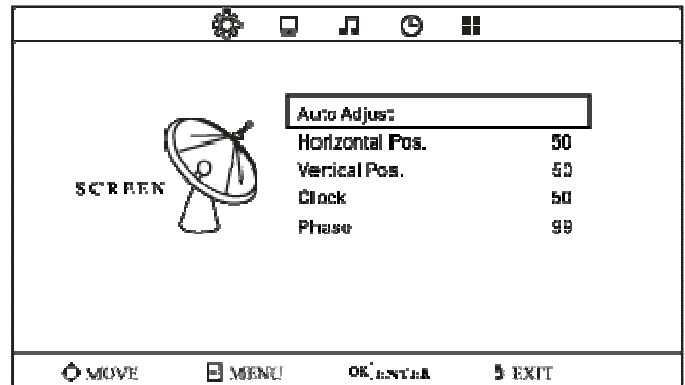 Auto Adjust
Horizontal Pos. 50
Vertical Pos. 50
SCREEN
Clock 50
Phase 99
MOVE MENU OK ENTER EXIT